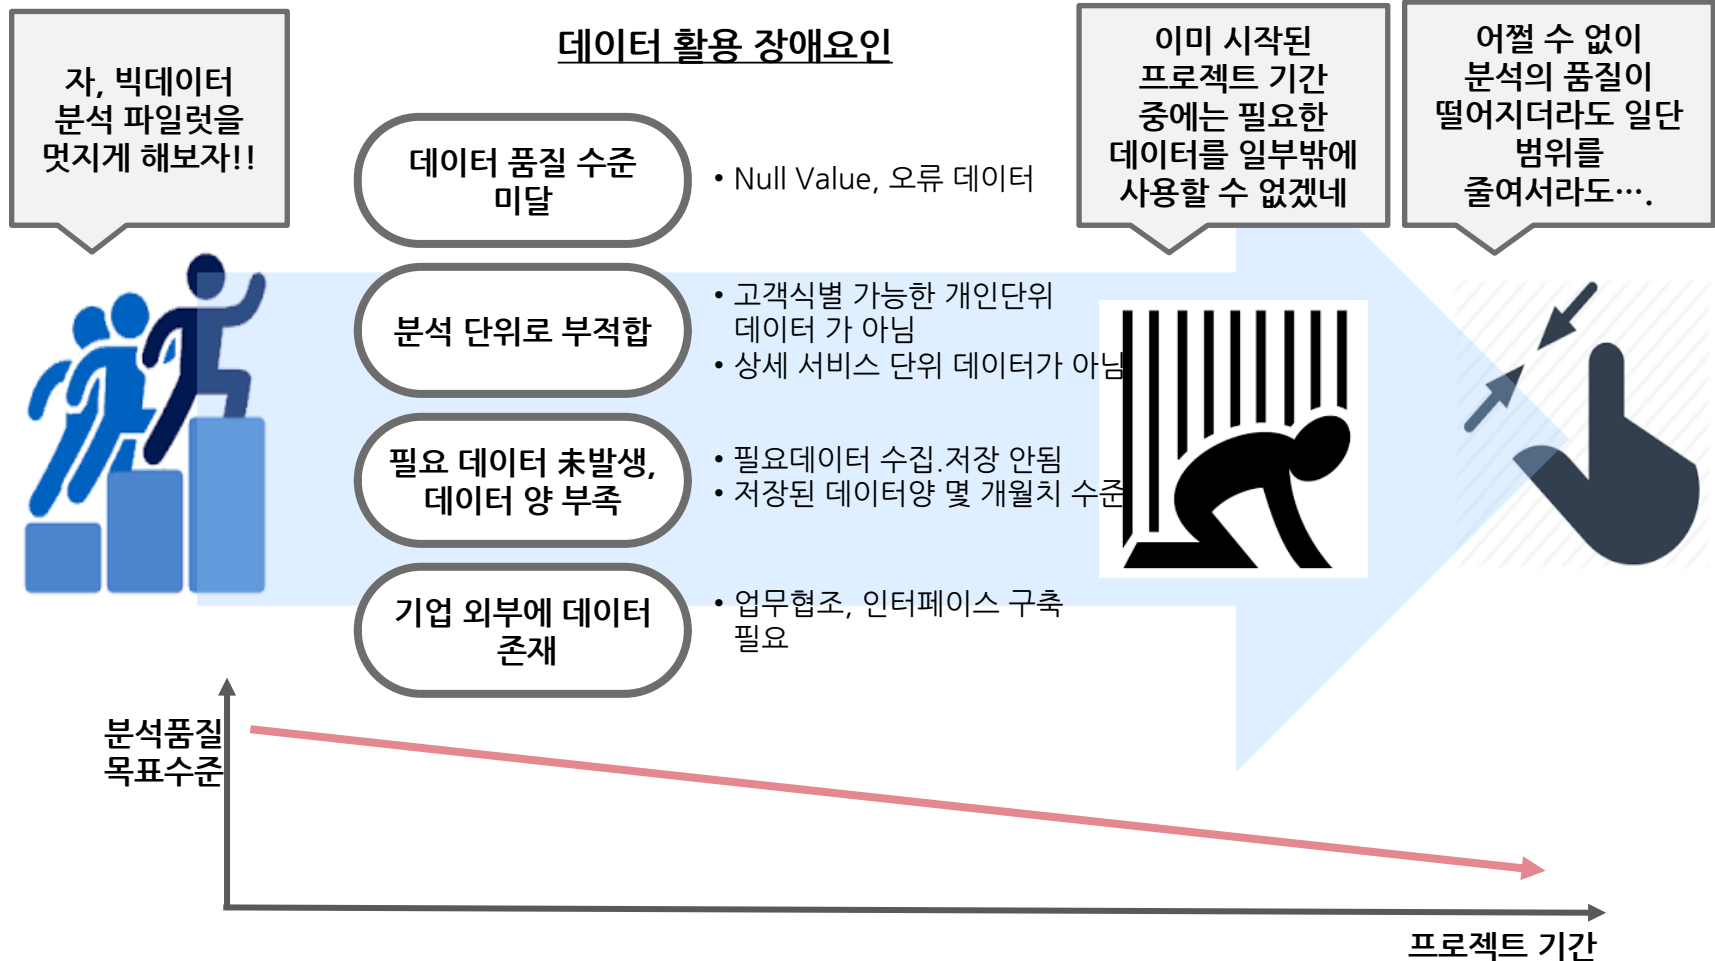 데이터 활용 장애요인
자, 빅데이터
분석 파일럿을
멋지게 해보자!!
데이터 품질 수준
미달
• Null Value, 오류 데이터
분석 단위로 부적합
• 고객식별 가능한 개인단위
데이터 가 아님
• 상세 서비스 단위 데이터가 아님
필요 데이터 未발생,
데이터 양 부족
• 필요데이터 수집.저장 안됨
• 저장된 데이터양 몇 개월치 수준
기업 외부에 데이터
존재
• 업무협조, 인터페이스 구축
필요
이미 시작된
프로젝트 기간
중에는 필요한
데이터를 일부밖에
사용할 수 없겠네
어쩔 수 없이
분석의 품질이
떨어지더라도 일단
범위를
줄여서라도….
분석품질
목표수준
프로젝트 기간